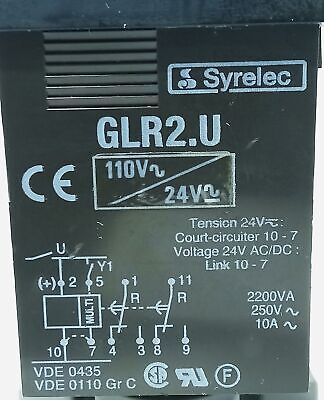 Syrelec
GLR2.U
110V~
24V≂
Tension 24V⎓:
Court-circuiter 10 - 7
Voltage 24V AC/DC:
Link 10 - 7
U
Y1
(+) 2 5 1 11
MULTI R R
10 7 4 3 8 9
2200VA
250V ~
10A ~
VDE 0435
VDE 0110 Gr C
CE SA UR F